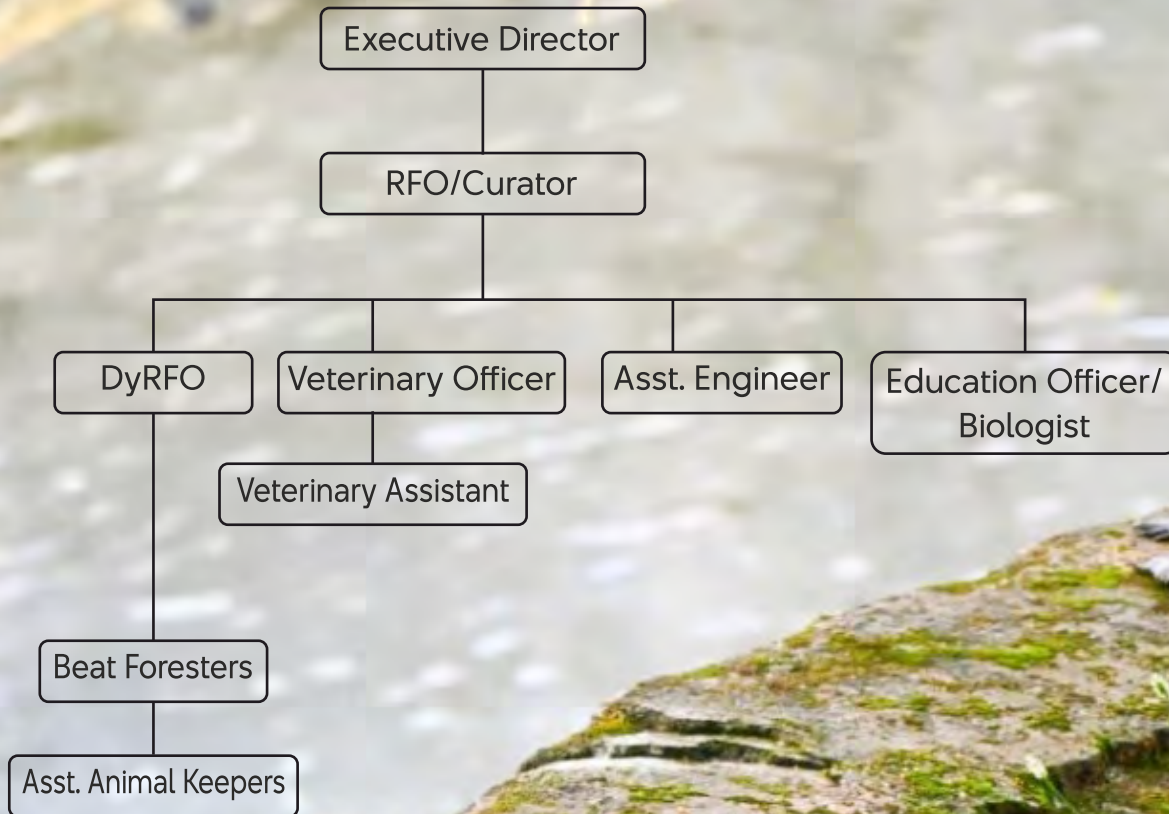 Executive Director
RFO/Curator
DyRFO
Veterinary Officer
Asst. Engineer
Education Officer/
Biologist
Veterinary Assistant
Beat Foresters
Asst. Animal Keepers